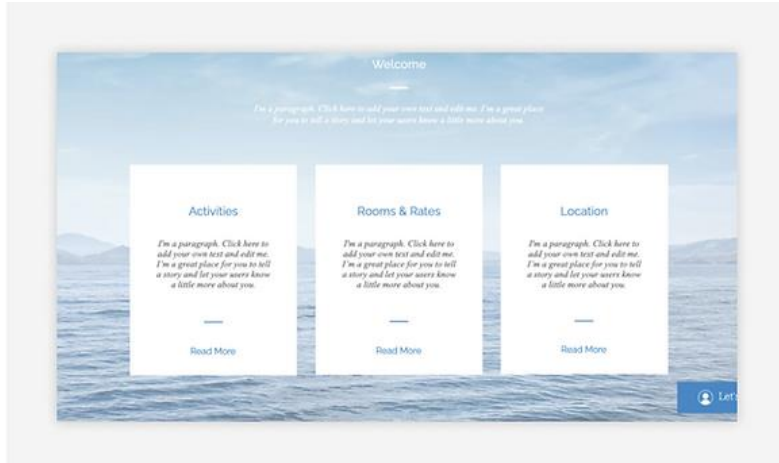 Welcome
I'm a paragraph. Click here to add your own text and edit me. I'm a great place
for you to tell a story and let your users know a little more about you.
Activities
I'm a paragraph. Click here to
add your own text and edit me.
I'm a great place for you to tell
a story and let your users know
a little more about you.
Read More
Rooms & Rates
I'm a paragraph. Click here to
add your own text and edit me.
I'm a great place for you to tell
a story and let your users know
a little more about you.
Read More
Location
I'm a paragraph. Click here to
add your own text and edit me.
I'm a great place for you to tell
a story and let your users know
a little more about you.
Read More
Let's